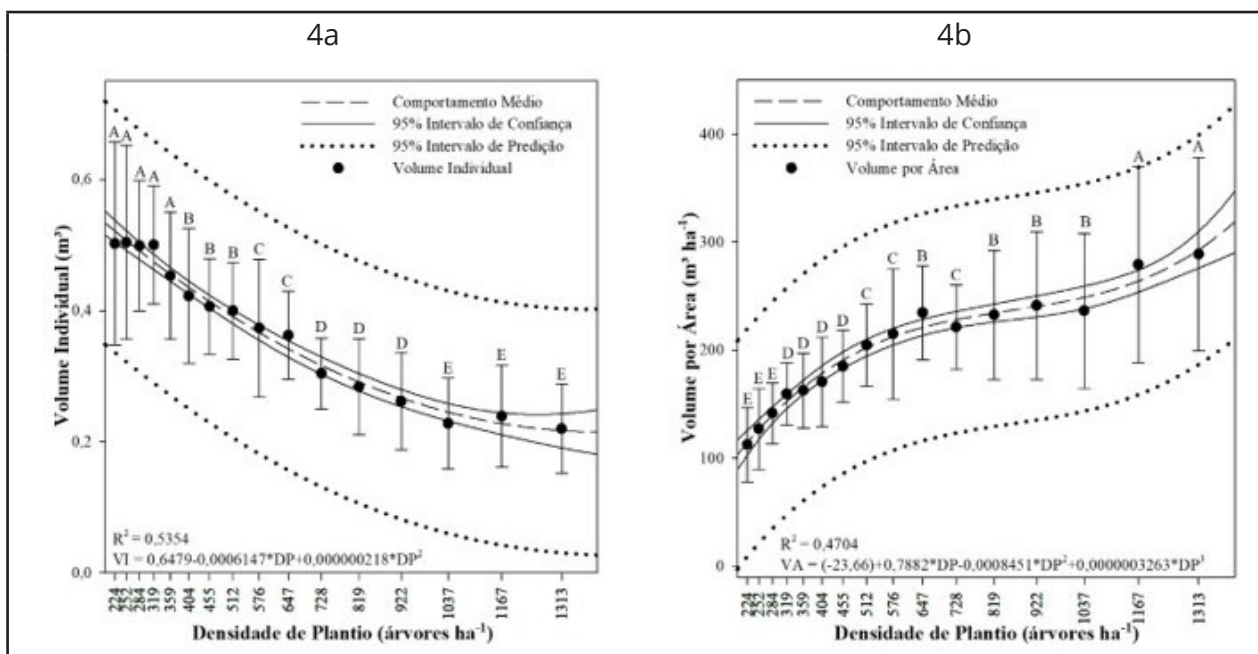 4a
Comportamento Médio
95% Intervalo de Confiança
95% Intervalo de Predição
Volume Individual
A A A A A B B B C C D D D E E E
Volume Individual (m³)
0,6
0,4
0,2
0,0
R² = 0,5354
VI = 0,6479-0,0006147*DP+0,000000218*DP²
224 252 284 319 359 404 455 512 576 647 728 819 922 1037 1167 1313
Densidade de Plantio (árvores ha⁻¹)
4b
Comportamento Médio
95% Intervalo de Confiança
95% Intervalo de Predição
Volume por Área
E E E D D D D C C B C B B B A A
Volume por Área (m³ ha⁻¹)
400
300
200
100
0
R² = 0,4704
VA = (-23,66)+0,7882*DP-0,0008451*DP²+0,0000003263*DP³
224 252 284 319 359 404 455 512 576 647 728 819 922 1037 1167 1313
Densidade de Plantio (árvores ha⁻¹)